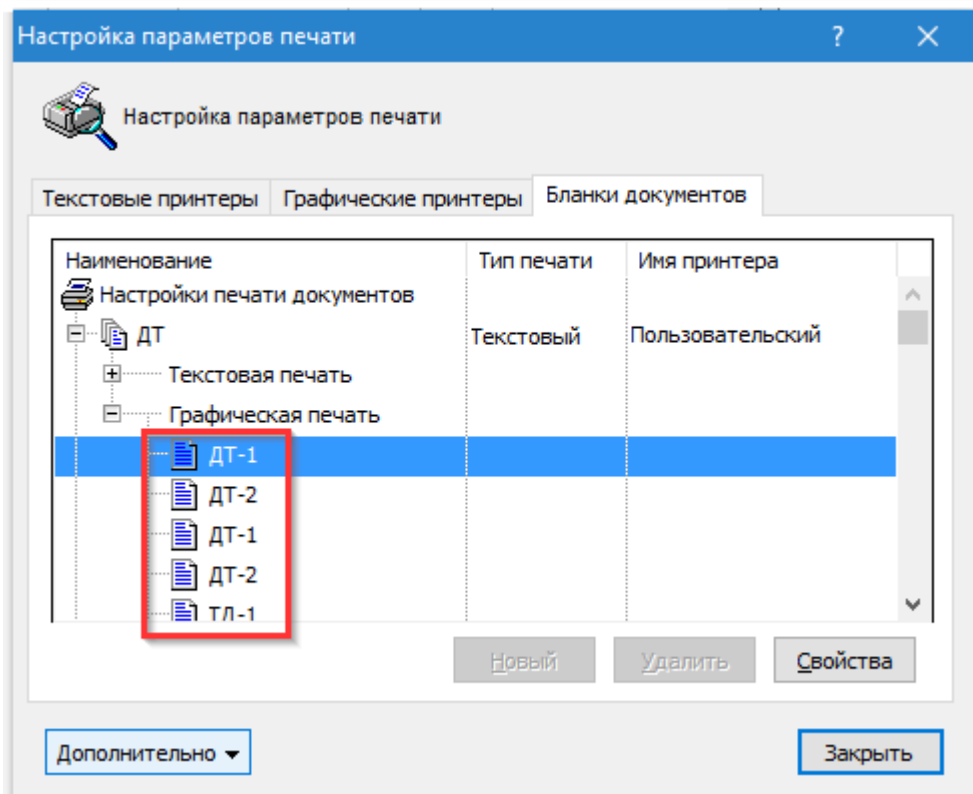 Настройка параметров печати ?
Настройка параметров печати
Текстовые принтеры Графические принтеры Бланки документов
Наименование Тип печати Имя принтера
Настройки печати документов
ДТ Текстовый Пользовательский
Текстовая печать
Графическая печать
ДТ-1
ДТ-2
ДТ-1
ДТ-2
ТД-1
Новый Удалить Свойства
Дополнительно Закрыть